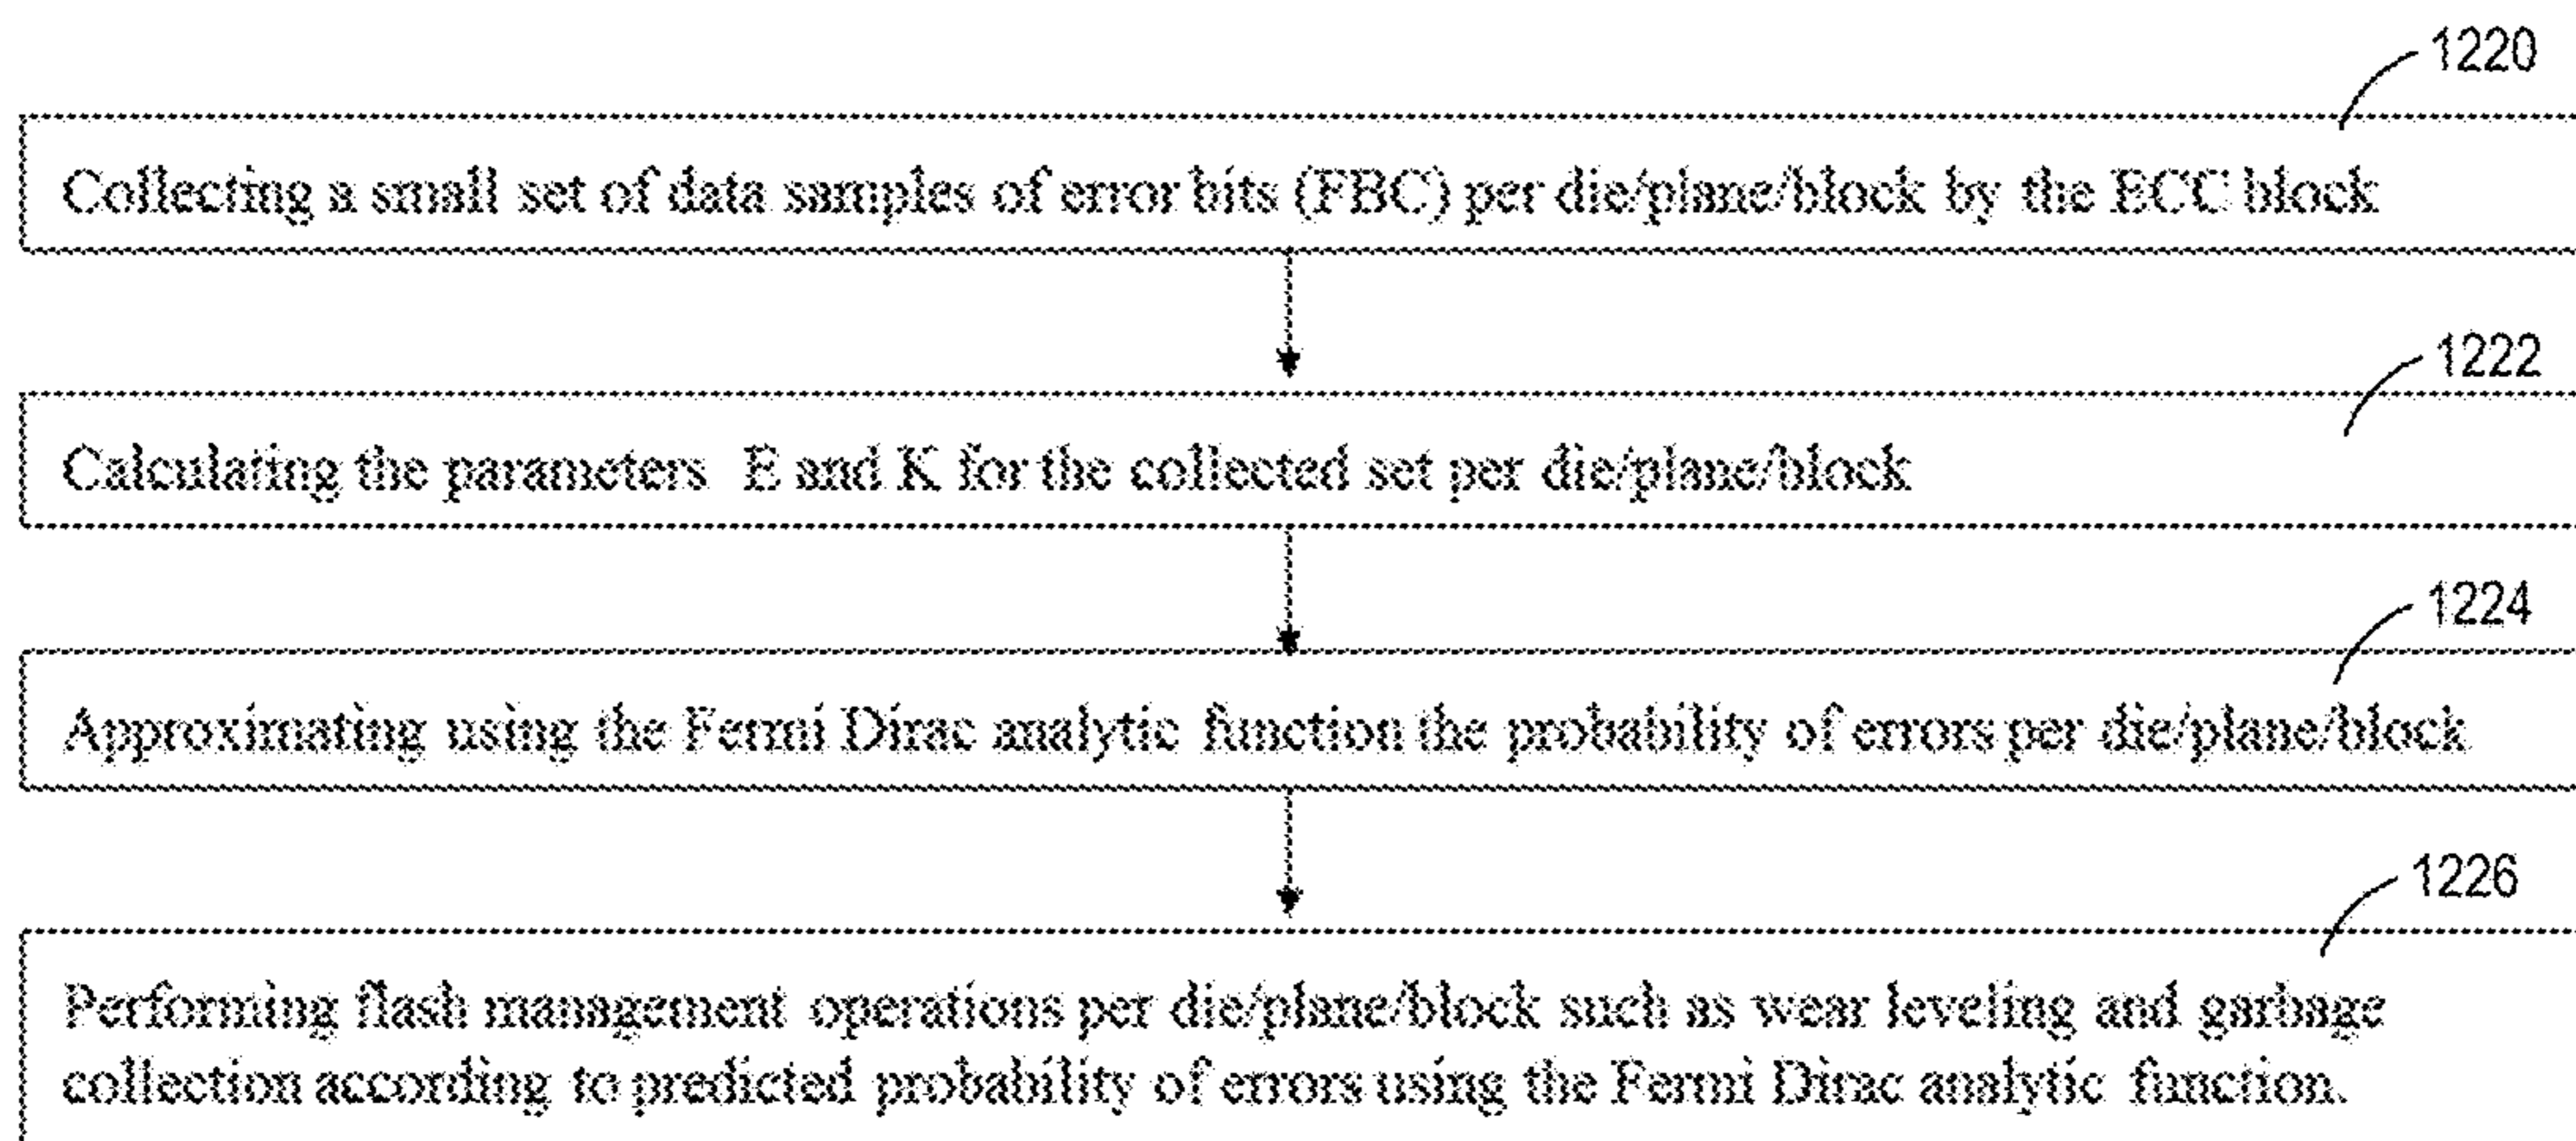 1220
Collecting a small set of data samples of error bits (FBC) per die/plane/block by the ECC block
1222
Calculating the parameters E and K for the collected set per die/plane/block
1224
Approximating using the Fermi Dirac analytic function the probability of errors per die/plane/block
1226
Performing flash management operations per die/plane/block such as wear leveling and garbage
collection according to predicted probability of errors using the Fermi Dirac analytic function.